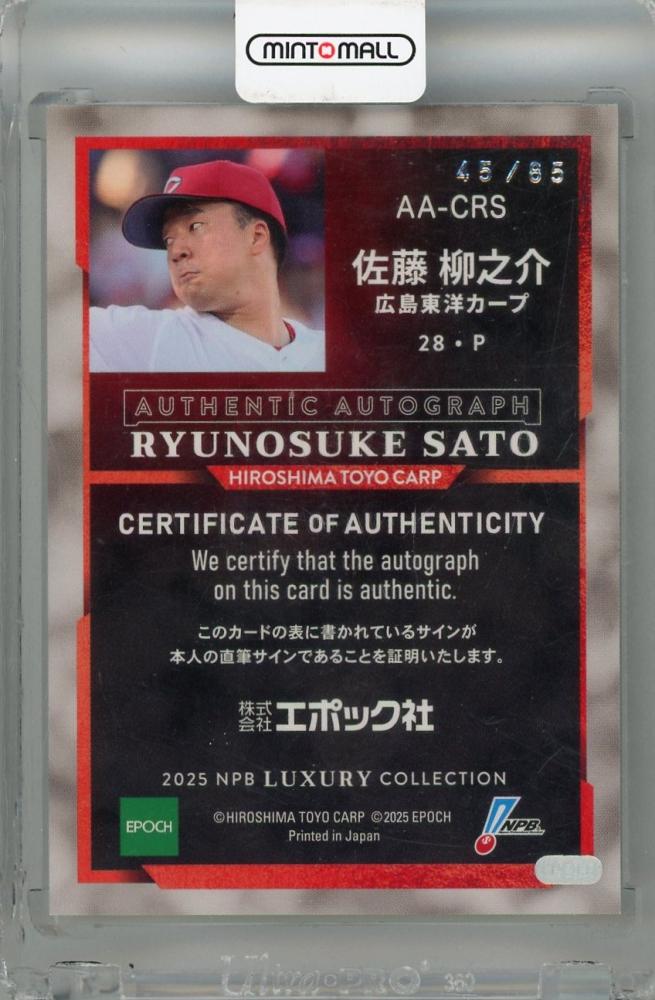 MINT MALL
45/85
AA-CRS
佐藤 柳之介
広島東洋カープ
28・P
AUTHENTIC AUTOGRAPH
RYUNOSUKE SATO
HIROSHIMA TOYO CARP
CERTIFICATE OF AUTHENTICITY
We certify that the autograph
on this card is authentic.
このカードの表に書かれているサインが
本人の直筆サインであることを証明いたします。
株式会社エポック社
2025 NPB LUXURY COLLECTION
EPOCH
©HIROSHIMA TOYO CARP ©2025 EPOCH
Printed in Japan
NPB
Ultra PRO 360